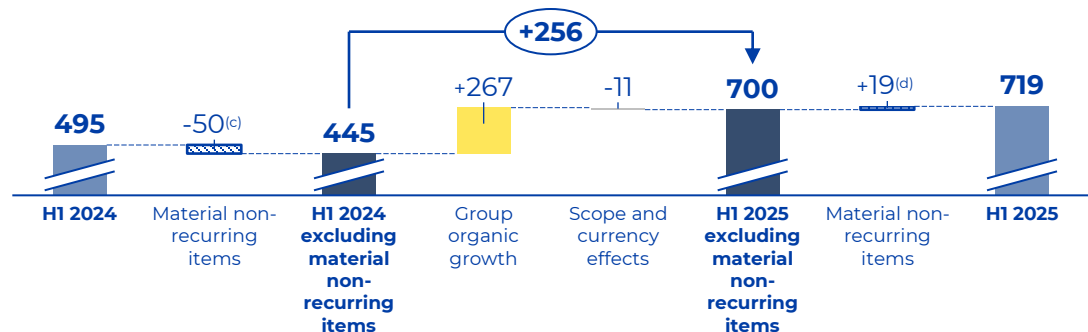 +256
495
-50(c)
445
+267
-11
700
+19(d)
719
H1 2024
Material non-
recurring
items
H1 2024
excluding
material
non-
recurring
items
Group
organic
growth
Scope and
currency
effects
H1 2025
excluding
material
non-
recurring
items
Material non-
recurring
items
H1 2025